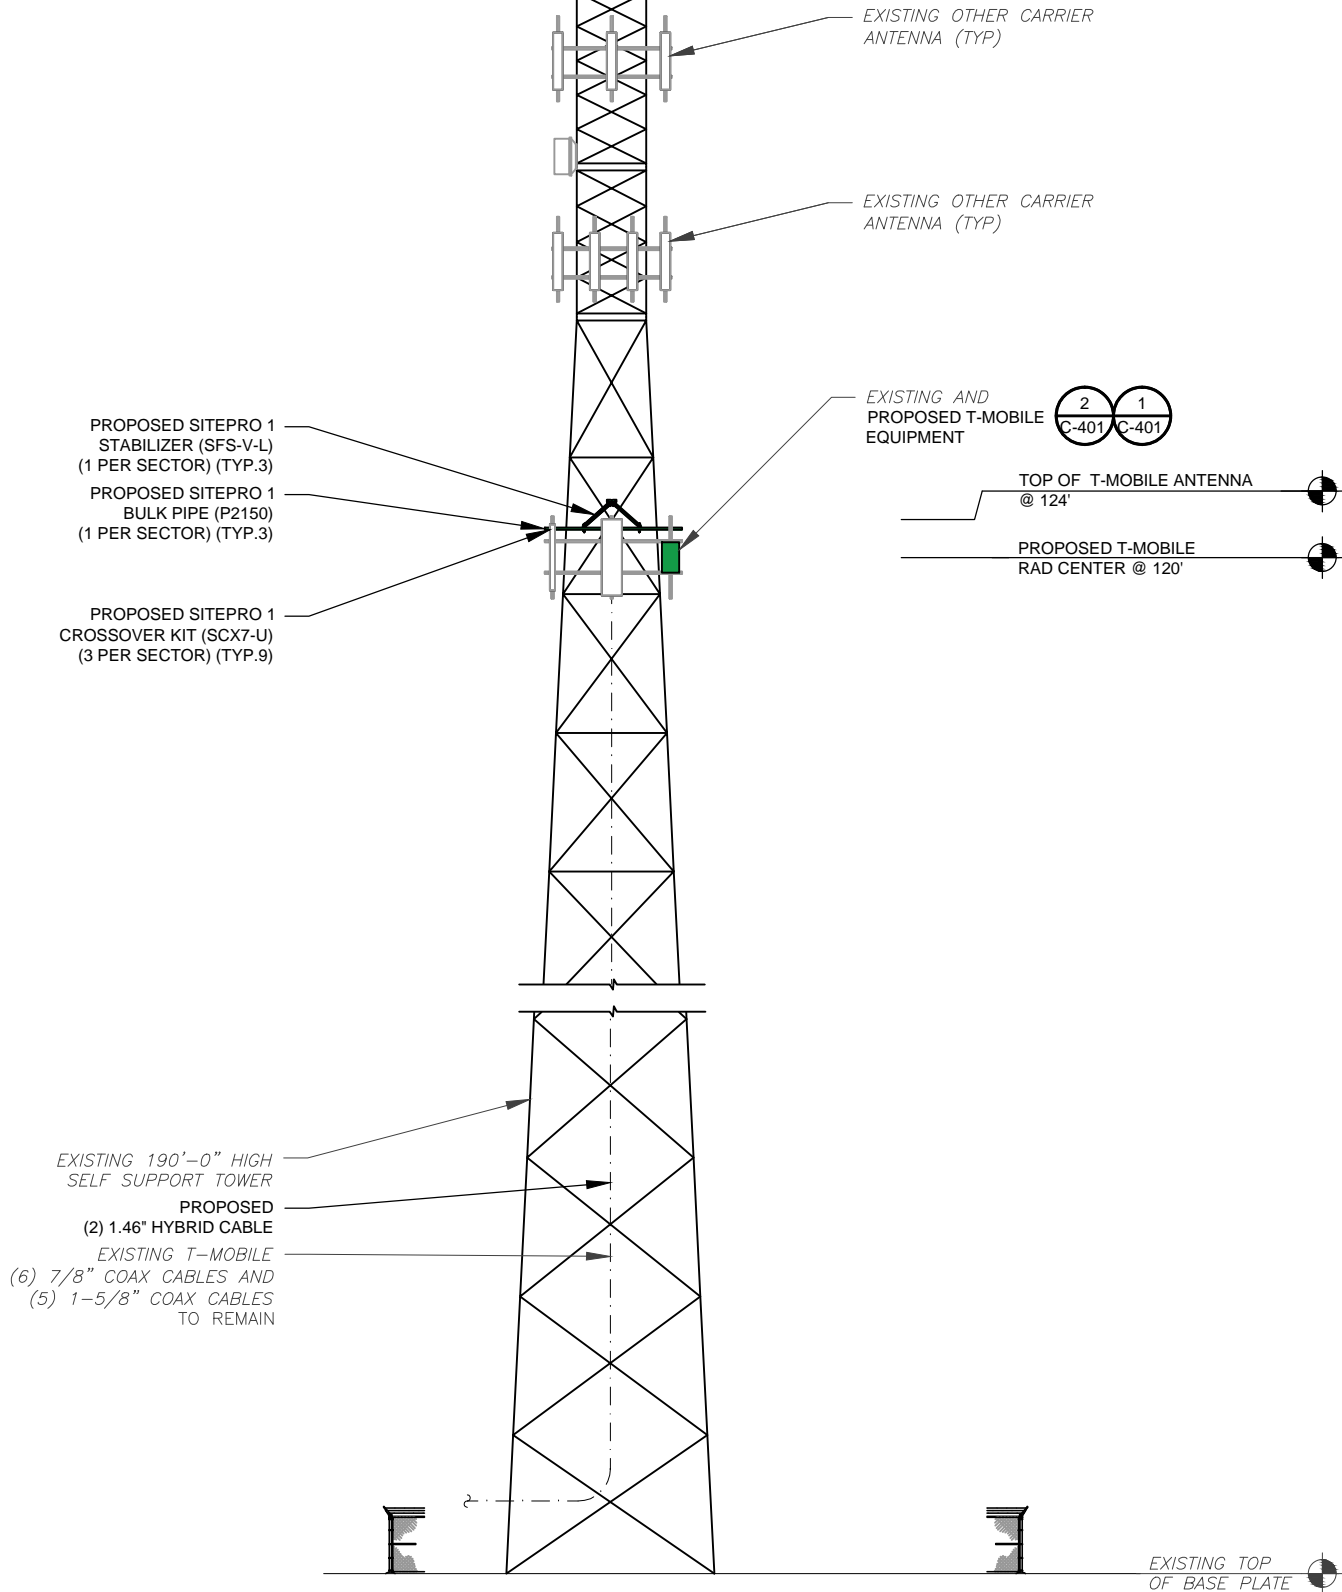 EXISTING OTHER CARRIER
ANTENNA (TYP)
EXISTING OTHER CARRIER
ANTENNA (TYP)
PROPOSED SITEPRO 1
STABILIZER (SFS-V-L)
(1 PER SECTOR) (TYP.3)
PROPOSED SITEPRO 1
BULK PIPE (P2150)
(1 PER SECTOR) (TYP.3)
PROPOSED SITEPRO 1
CROSSOVER KIT (SCX7-U)
(3 PER SECTOR) (TYP.9)
EXISTING AND
PROPOSED T-MOBILE
EQUIPMENT
2
C-401
1
C-401
TOP OF T-MOBILE ANTENNA
@ 124'
PROPOSED T-MOBILE
RAD CENTER @ 120'
EXISTING 190'-0" HIGH
SELF SUPPORT TOWER
PROPOSED
(2) 1.46" HYBRID CABLE
EXISTING T-MOBILE
(6) 7/8" COAX CABLES AND
(5) 1-5/8" COAX CABLES
TO REMAIN
EXISTING TOP
OF BASE PLATE